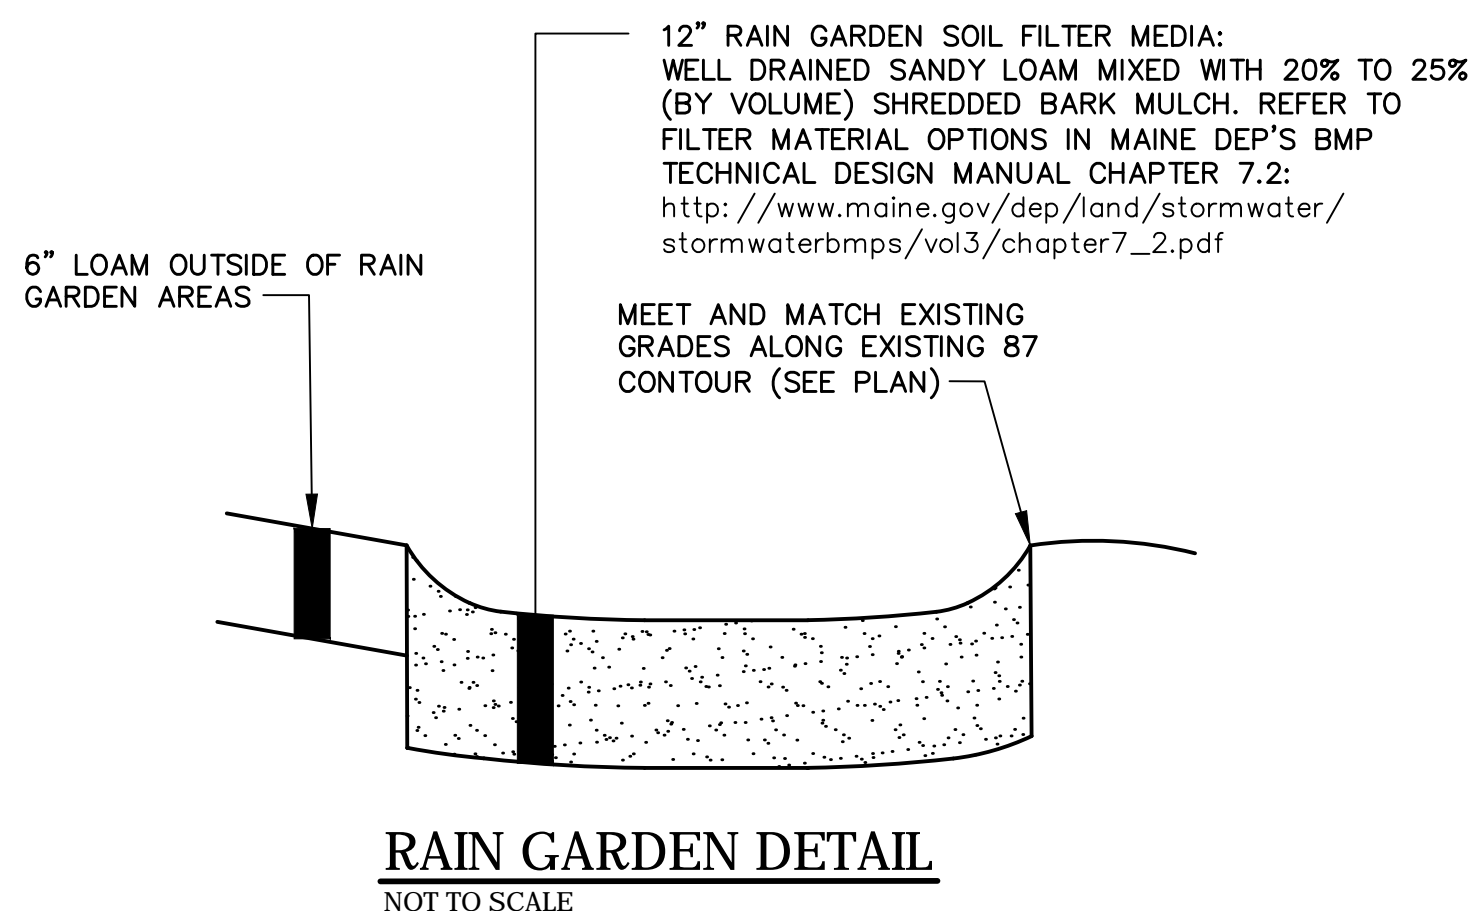 12” RAIN GARDEN SOIL FILTER MEDIA:
WELL DRAINED SANDY LOAM MIXED WITH 20% TO 25%
(BY VOLUME) SHREDDED BARK MULCH. REFER TO
FILTER MATERIAL OPTIONS IN MAINE DEP’S BMP
TECHNICAL DESIGN MANUAL CHAPTER 7.2:
http: //www.maine.gov/dep/land/stormwater/
stormwaterbmps/vol3/chapter7_2.pdf
6” LOAM OUTSIDE OF RAIN
GARDEN AREAS
MEET AND MATCH EXISTING
GRADES ALONG EXISTING 87
CONTOUR (SEE PLAN)
RAIN GARDEN DETAIL
NOT TO SCALE